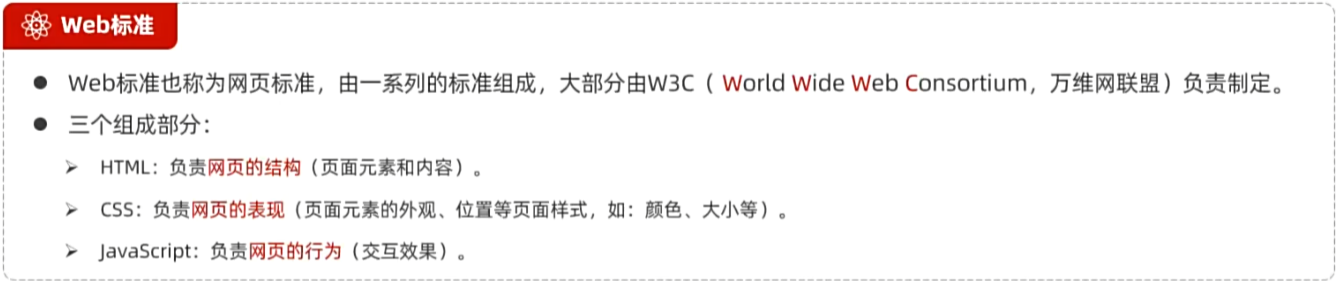 Web标准
● Web标准也称为网页标准，由一系列的标准组成，大部分由W3C（ World Wide Web Consortium，万维网联盟）负责制定。
● 三个组成部分：
➢ HTML：负责网页的结构（页面元素和内容）。
➢ CSS：负责网页的表现（页面元素的外观、位置等页面样式，如：颜色、大小等）。
➢ JavaScript：负责网页的行为（交互效果）。